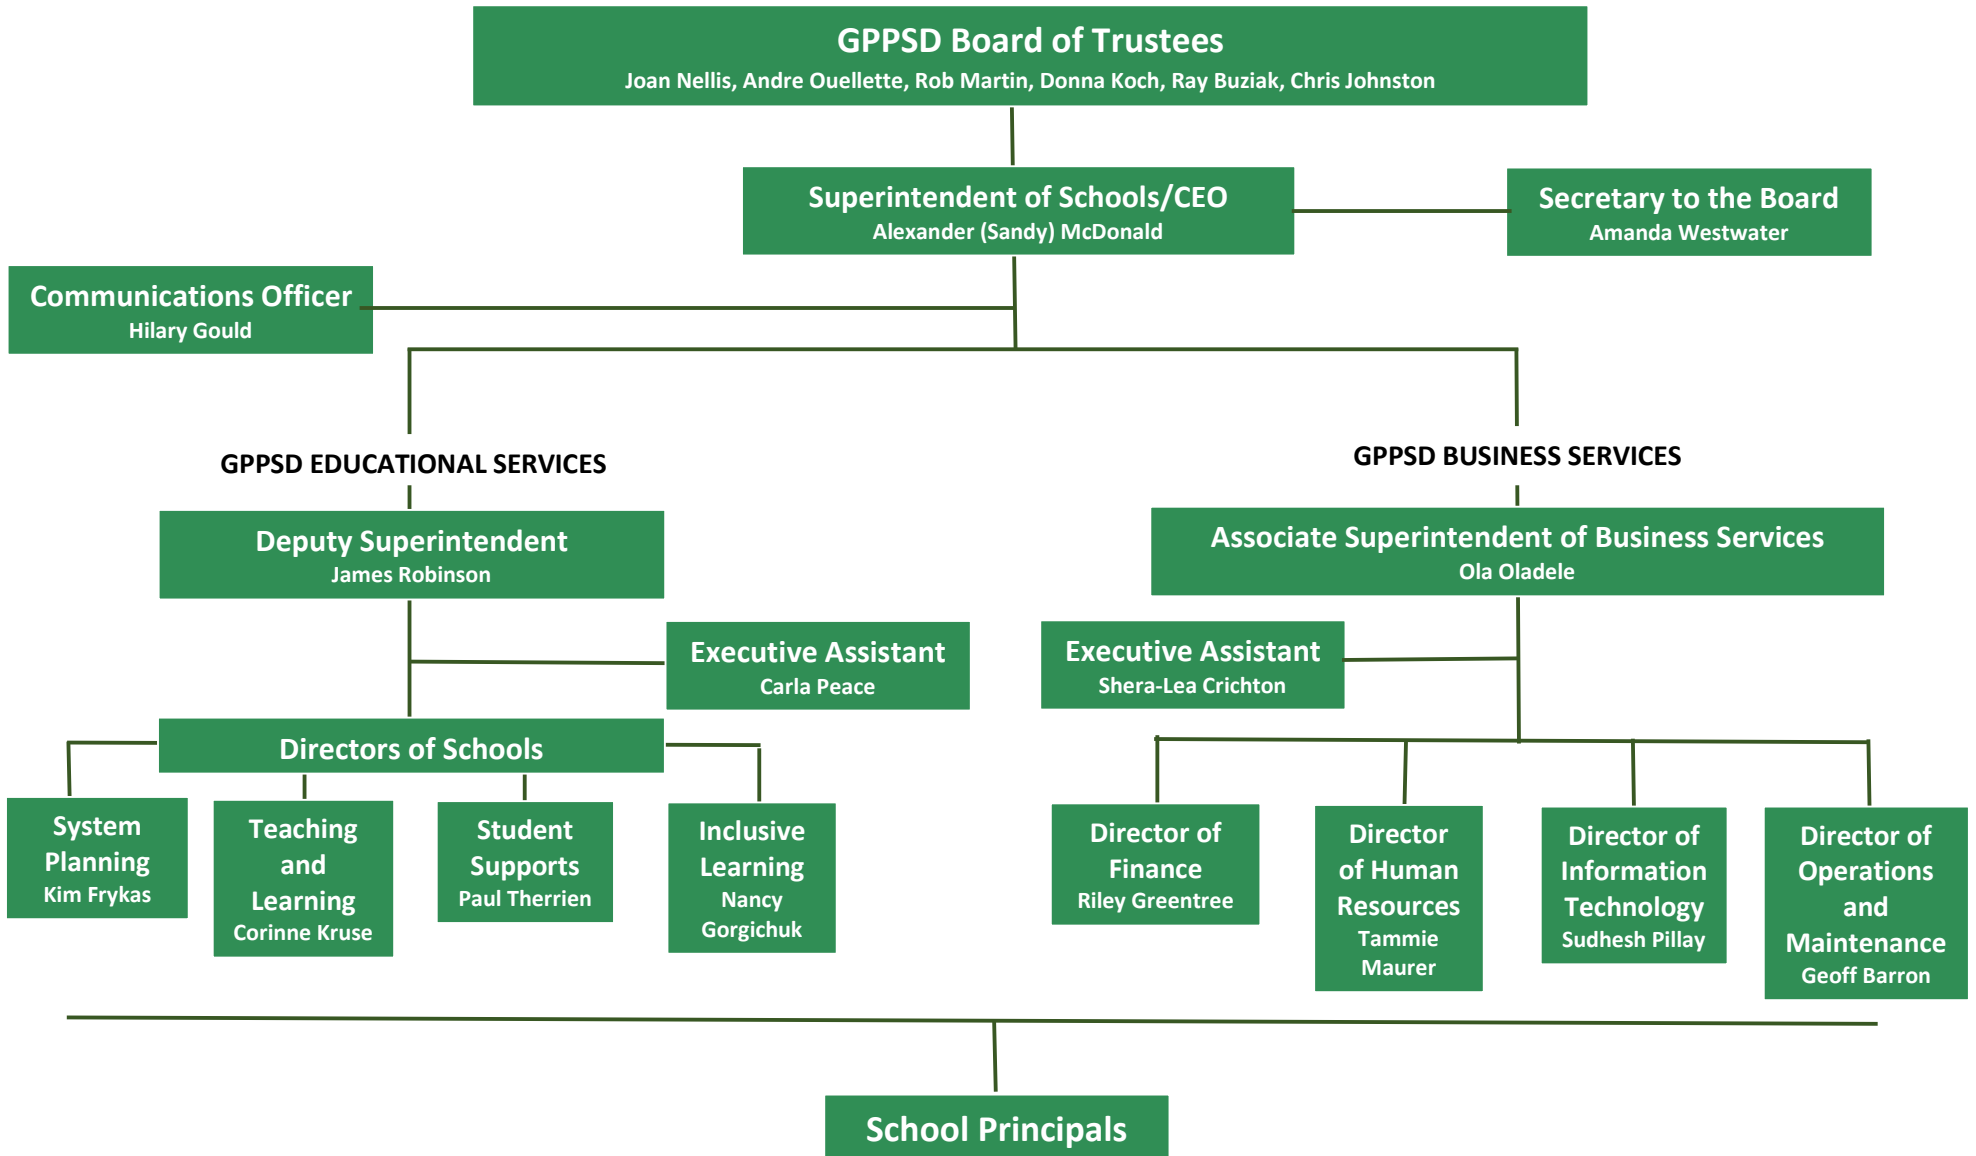 GPPSD Board of Trustees
Joan Nellis, Andre Ouellette, Rob Martin, Donna Koch, Ray Buziak, Chris Johnston
Superintendent of Schools/CEO
Alexander (Sandy) McDonald
Secretary to the Board
Amanda Westwater
Communications Officer
Hilary Gould
GPPSD EDUCATIONAL SERVICES
GPPSD BUSINESS SERVICES
Deputy Superintendent
James Robinson
Associate Superintendent of Business Services
Ola Oladele
Executive Assistant
Carla Peace
Executive Assistant
Shera-Lea Crichton
Directors of Schools
System
Planning
Kim Frykas
Teaching
and
Learning
Corinne Kruse
Student
Supports
Paul Therrien
Inclusive
Learning
Nancy
Gorgichuk
Director of
Finance
Riley Greentree
Director
of Human
Resources
Tammie
Maurer
Director of
Information
Technology
Sudhesh Pillay
Director of
Operations
and
Maintenance
Geoff Barron
School Principals